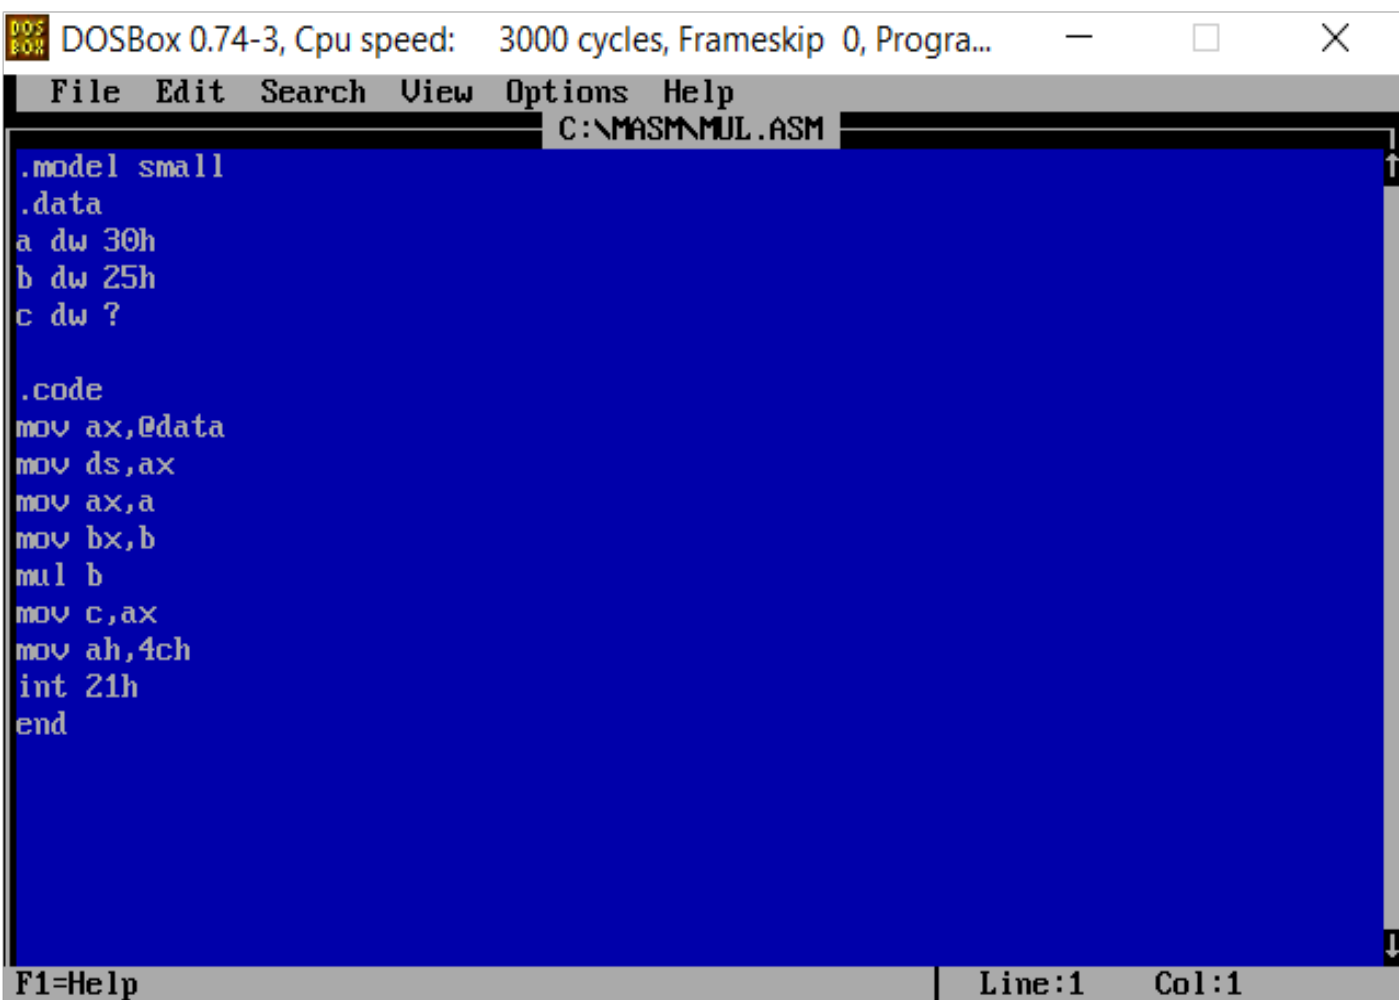 DOS
BOX
DOSBox 0.74-3, Cpu speed: 3000 cycles, Frameskip 0, Progra...
File Edit Search View Options Help
C:\MASM\MUL.ASM
.model small
.data
a dw 30h
b dw 25h
c dw ?
.code
mov ax,@data
mov ds,ax
mov ax,a
mov bx,b
mul b
mov c,ax
mov ah,4ch
int 21h
end
F1=Help Line:1 Col:1